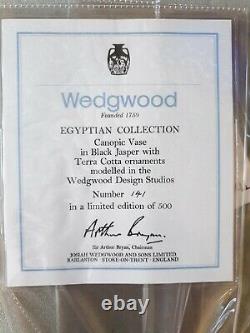 Wedgwood
Founded 1759
EGYPTIAN COLLECTION
Canopic Vase
in Black Jasper with
Terra Cotta ornaments
modelled in the
Wedgwood Design Studios
Number 141
in a limited edition of 500
Arthur Bryan.
Sir Arthur Bryan, Chairman
JOSIAH WEDGWOOD AND SONS LIMITED
BARLASTON · STOKE-ON-TRENT · ENGLAND